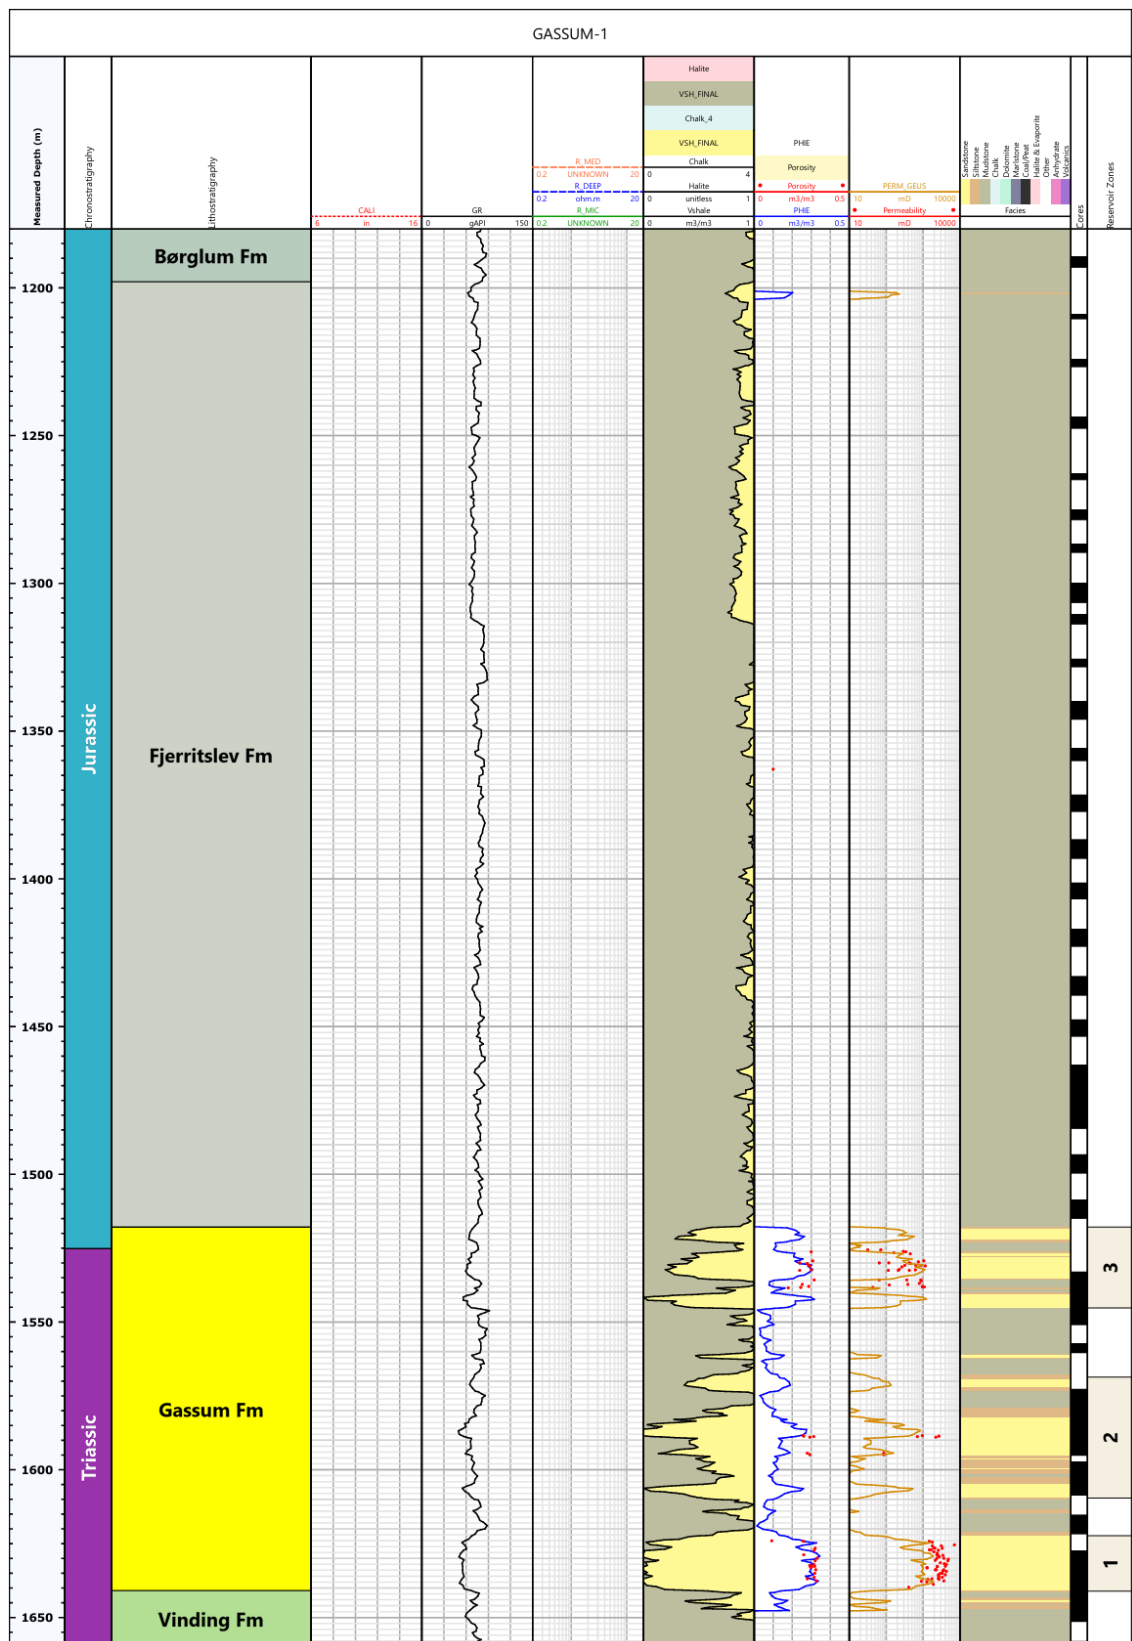 GASSUM-1
Measured Depth (m)
Chronostratigraphy
Lithostratigraphy
CALI
6 in 16
GR
0 gAPI 150
R_MED
0.2 UNKNOWN 20
R_DEEP
0.2 ohm.m 20
R_MIC
0.2 UNKNOWN 20
Halite
VSH_FINAL
Chalk_4
VSH_FINAL
Chalk
0 4
Halite
0 unitless 1
Vshale
0 m3/m3 1
PHIE
Porosity
Porosity
0 m3/m3 0.5
PHIE
0 m3/m3 0.5
PERM_GEUS
10 mD 10000
Permeability
10 mD 10000
Sandstone
Siltstone
Mudstone
Chalk
Dolomite
Marlstone
Coal/Peat
Halite & Evaporite
Other
Anhydrite
Volcanics
Facies
Cores
Reservoir Zones
Børglum Fm
1200
1250
1300
1350
Jurassic
Fjerritslev Fm
1400
1450
1500
3
1550
Gassum Fm
Triassic
2
1600
1
1650
Vinding Fm